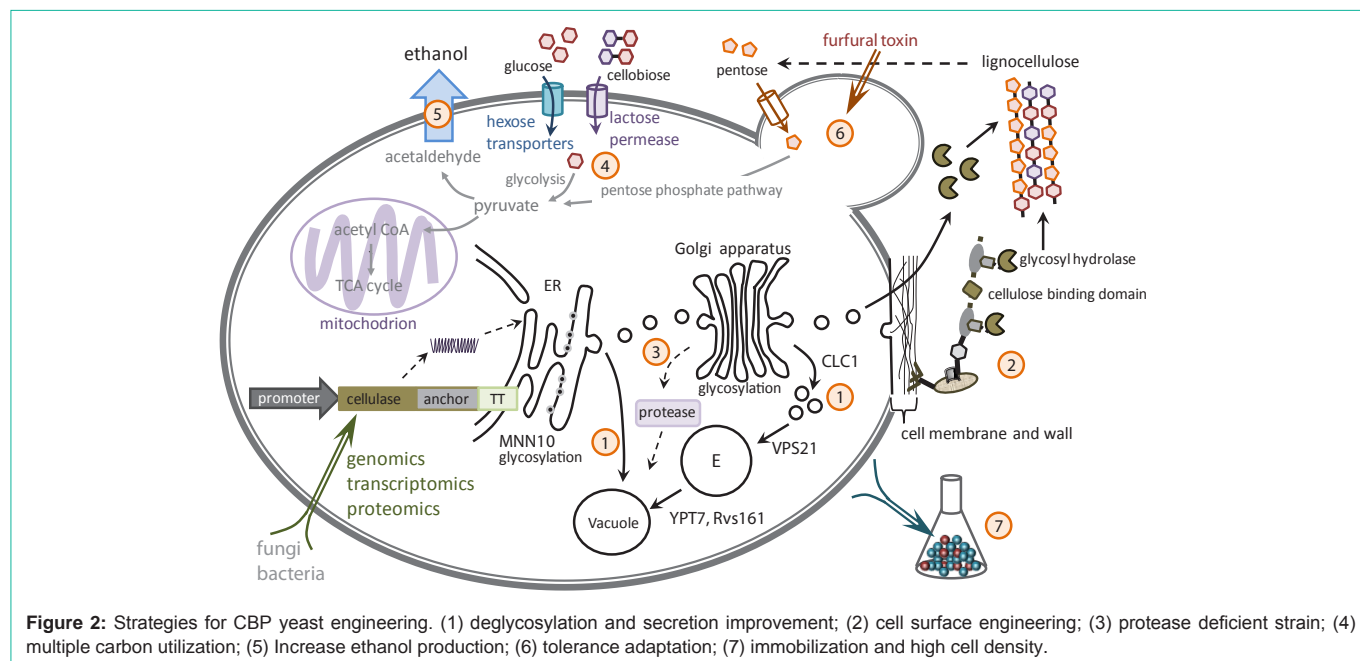 ethanol
5
glucose
cellobiose
hexose
transporters
lactose
permease
pentose
furfural toxin
lignocellulose
6
acetaldehyde
4
glycolysis
pentose phosphate pathway
pyruvate
acetyl CoA
TCA cycle
mitochodrion
ER
Golgi apparatus
glycosyl hydrolase
cellulose binding domain
3
glycosylation
CLC1
1
2
promoter
cellulase
anchor
TT
protease
MNN10
glycosylation
1
E
VPS21
cell membrane and wall
genomics
transcriptomics
proteomics
Vacuole
YPT7, Rvs161
7
fungi
bacteria
Figure 2: Strategies for CBP yeast engineering. (1) deglycosylation and secretion improvement; (2) cell surface engineering; (3) protease deficient strain; (4)
multiple carbon utilization; (5) Increase ethanol production; (6) tolerance adaptation; (7) immobilization and high cell density.